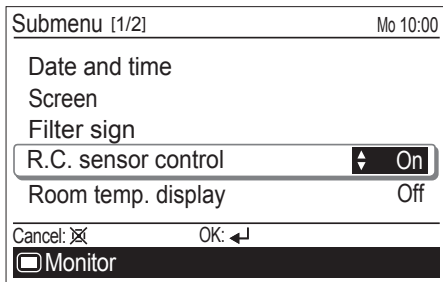 Submenu [1/2] Mo 10:00
Date and time
Screen
Filter sign
R.C. sensor control On
Room temp. display Off
Cancel: OK:
Monitor